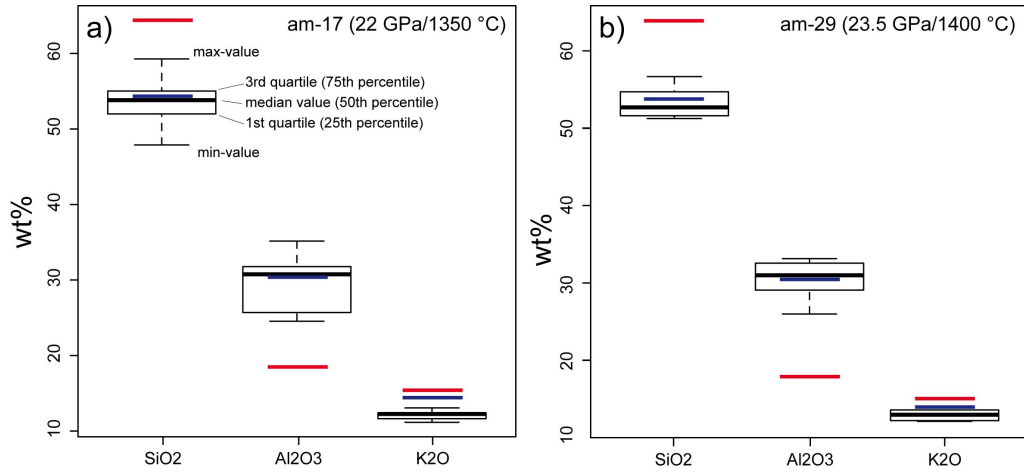 a) am-17 (22 GPa/1350 °C)
max-value
3rd quartile (75th percentile)
median value (50th percentile)
1st quartile (25th percentile)
min-value
wt%
60
50
40
30
20
10
SiO2 Al2O3 K2O
b) am-29 (23.5 GPa/1400 °C)
wt%
60
50
40
30
20
10
SiO2 Al2O3 K2O